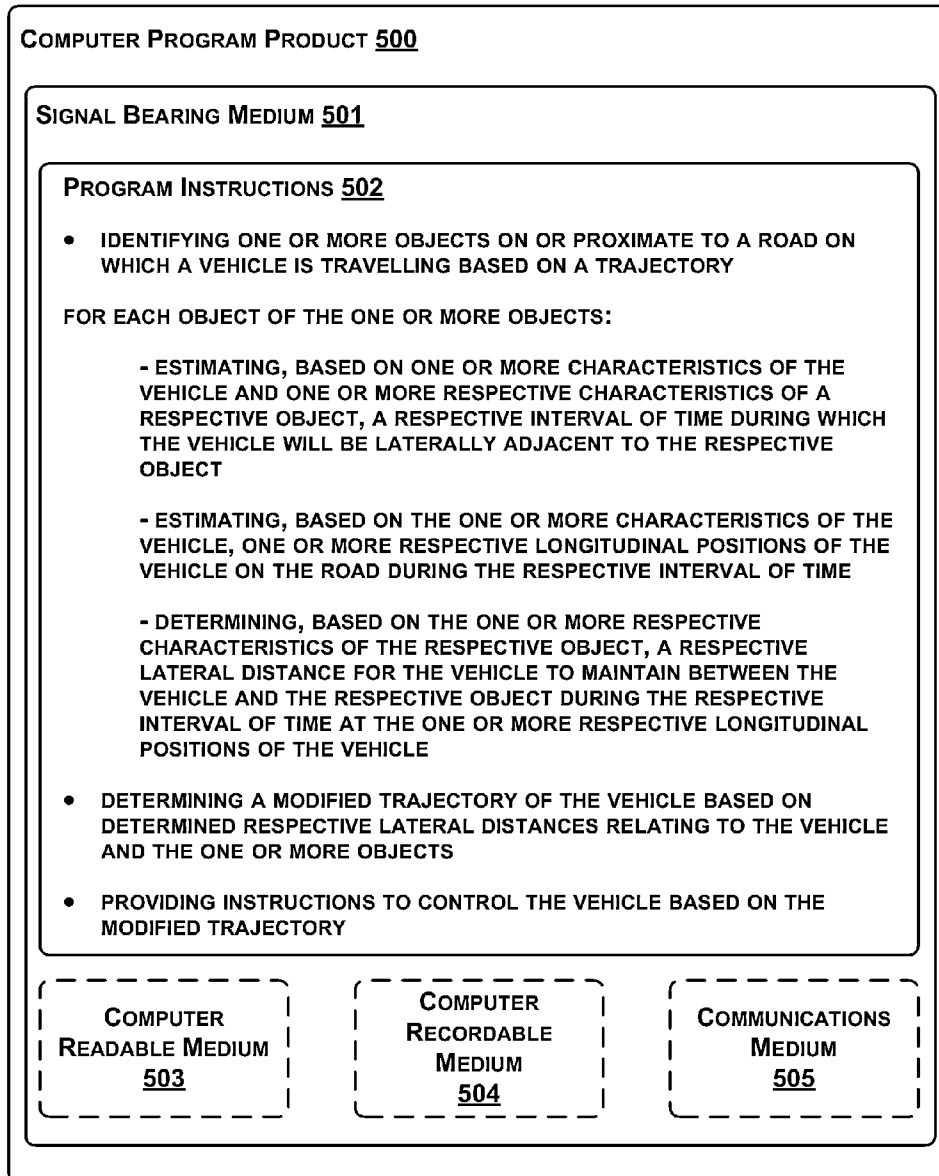 COMPUTER PROGRAM PRODUCT 500
SIGNAL BEARING MEDIUM 501
PROGRAM INSTRUCTIONS 502
• IDENTIFYING ONE OR MORE OBJECTS ON OR PROXIMATE TO A ROAD ON
WHICH A VEHICLE IS TRAVELLING BASED ON A TRAJECTORY
FOR EACH OBJECT OF THE ONE OR MORE OBJECTS:
- ESTIMATING, BASED ON ONE OR MORE CHARACTERISTICS OF THE
VEHICLE AND ONE OR MORE RESPECTIVE CHARACTERISTICS OF A
RESPECTIVE OBJECT, A RESPECTIVE INTERVAL OF TIME DURING WHICH
THE VEHICLE WILL BE LATERALLY ADJACENT TO THE RESPECTIVE
OBJECT
- ESTIMATING, BASED ON THE ONE OR MORE CHARACTERISTICS OF THE
VEHICLE, ONE OR MORE RESPECTIVE LONGITUDINAL POSITIONS OF THE
VEHICLE ON THE ROAD DURING THE RESPECTIVE INTERVAL OF TIME
- DETERMINING, BASED ON THE ONE OR MORE RESPECTIVE
CHARACTERISTICS OF THE RESPECTIVE OBJECT, A RESPECTIVE
LATERAL DISTANCE FOR THE VEHICLE TO MAINTAIN BETWEEN THE
VEHICLE AND THE RESPECTIVE OBJECT DURING THE RESPECTIVE
INTERVAL OF TIME AT THE ONE OR MORE RESPECTIVE LONGITUDINAL
POSITIONS OF THE VEHICLE
• DETERMINING A MODIFIED TRAJECTORY OF THE VEHICLE BASED ON
DETERMINED RESPECTIVE LATERAL DISTANCES RELATING TO THE VEHICLE
AND THE ONE OR MORE OBJECTS
• PROVIDING INSTRUCTIONS TO CONTROL THE VEHICLE BASED ON THE
MODIFIED TRAJECTORY
COMPUTER
READABLE MEDIUM
503
COMPUTER
RECORDABLE
MEDIUM
504
COMMUNICATIONS
MEDIUM
505